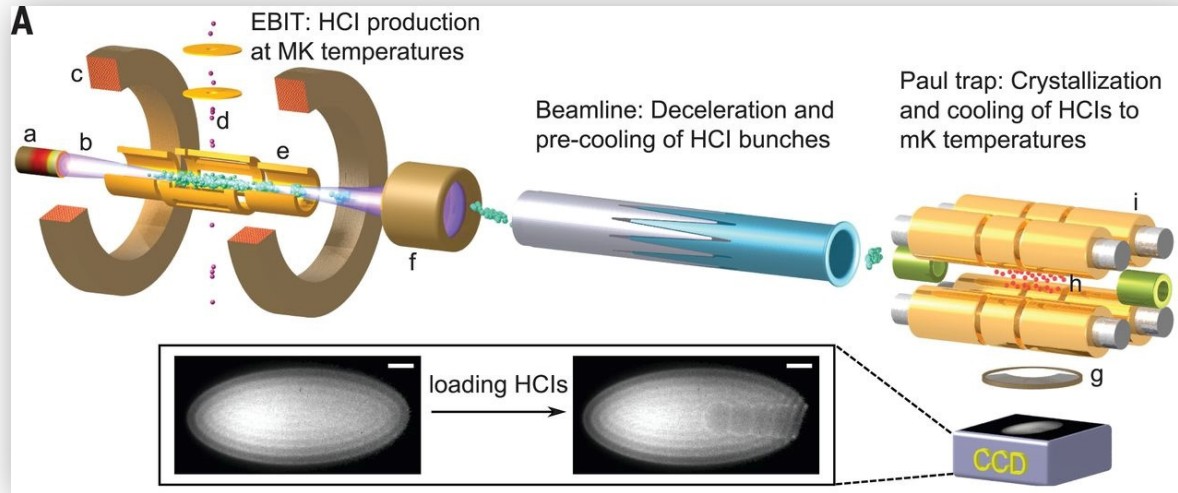 A
EBIT: HCI production
at MK temperatures
c
d
a
b
e
Beamline: Deceleration and
pre-cooling of HCI bunches
Paul trap: Crystallization
and cooling of HCIs to
mK temperatures
i
f
h
g
loading HCIs
CCD